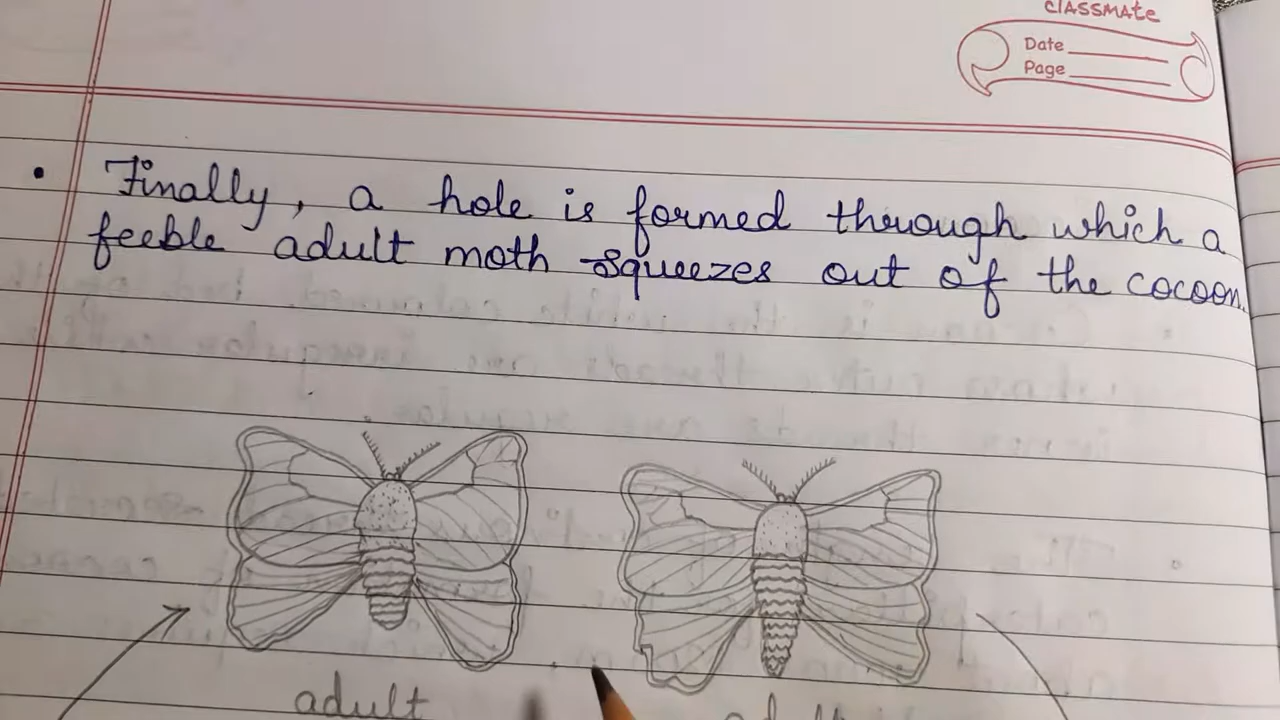 classmate
Date
Page
• Finally, a hole is formed through which a
feeble adult moth squeezes out of the cocoon.
adult